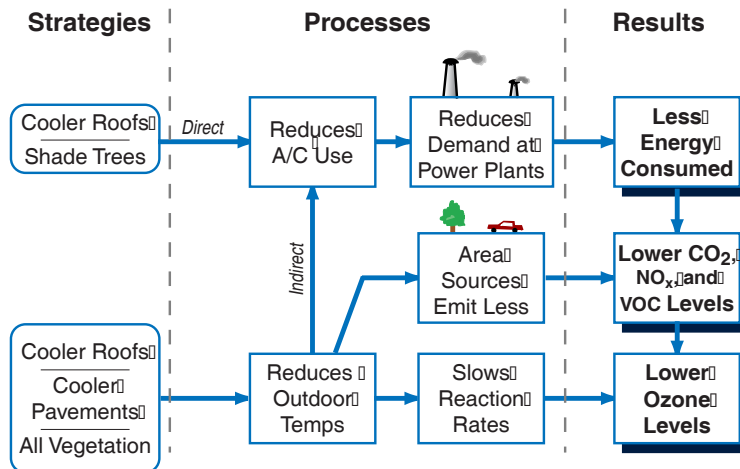 Strategies
Processes
Results
Cooler Roofs
Shade Trees
Direct
Reduces
A/C Use
Reduces
Demand at
Power Plants
Less
Energy
Consumed
Indirect
Area
Sources
Emit Less
Lower CO₂,
NOₓ, and
VOC Levels
Cooler Roofs
Cooler
Pavements
All Vegetation
Reduces
Outdoor
Temps
Slows
Reaction
Rates
Lower
Ozone
Levels